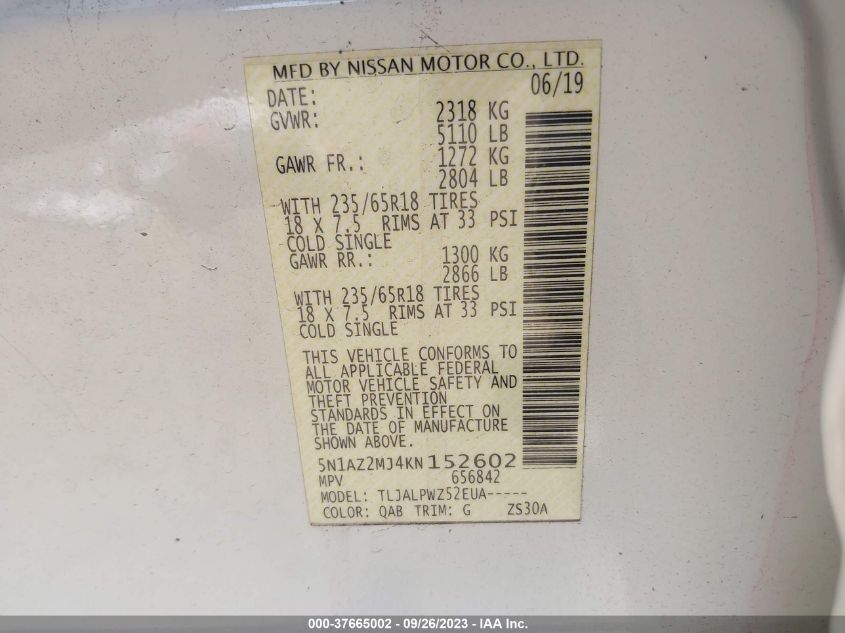 MFD BY NISSAN MOTOR CO., LTD.
DATE: 06/19
GVWR: 2318 KG
5110 LB
GAWR FR.: 1272 KG
2804 LB
WITH 235/65R18 TIRES
18 X 7.5 RIMS AT 33 PSI
COLD SINGLE
GAWR RR.: 1300 KG
2866 LB
WITH 235/65R18 TIRES
18 X 7.5 RIMS AT 33 PSI
COLD SINGLE
THIS VEHICLE CONFORMS TO
ALL APPLICABLE FEDERAL
MOTOR VEHICLE SAFETY AND
THEFT PREVENTION
STANDARDS IN EFFECT ON
THE DATE OF MANUFACTURE
SHOWN ABOVE.
5N1AZ2MJ4KN152602
MPV 656842
MODEL: TLJALPWZ52EUA-----
COLOR: QAB TRIM: G ZS30A
000-37665002 - 09/26/2023 - IAA Inc.